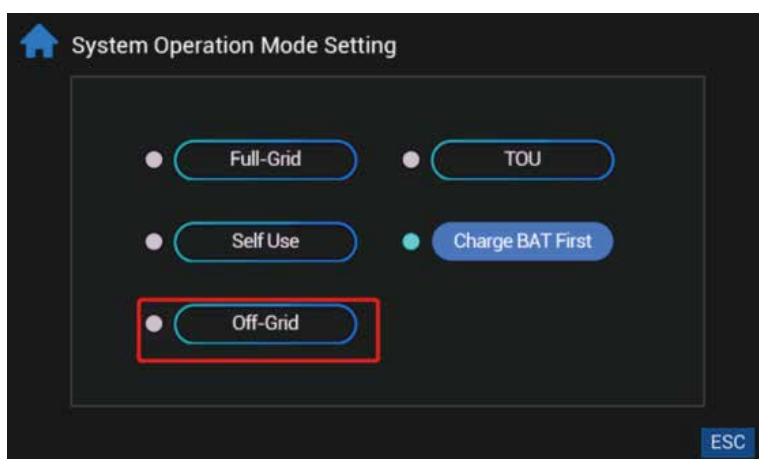 System Operation Mode Setting
Full-Grid
TOU
Self Use
Charge BAT First
Off-Grid
ESC